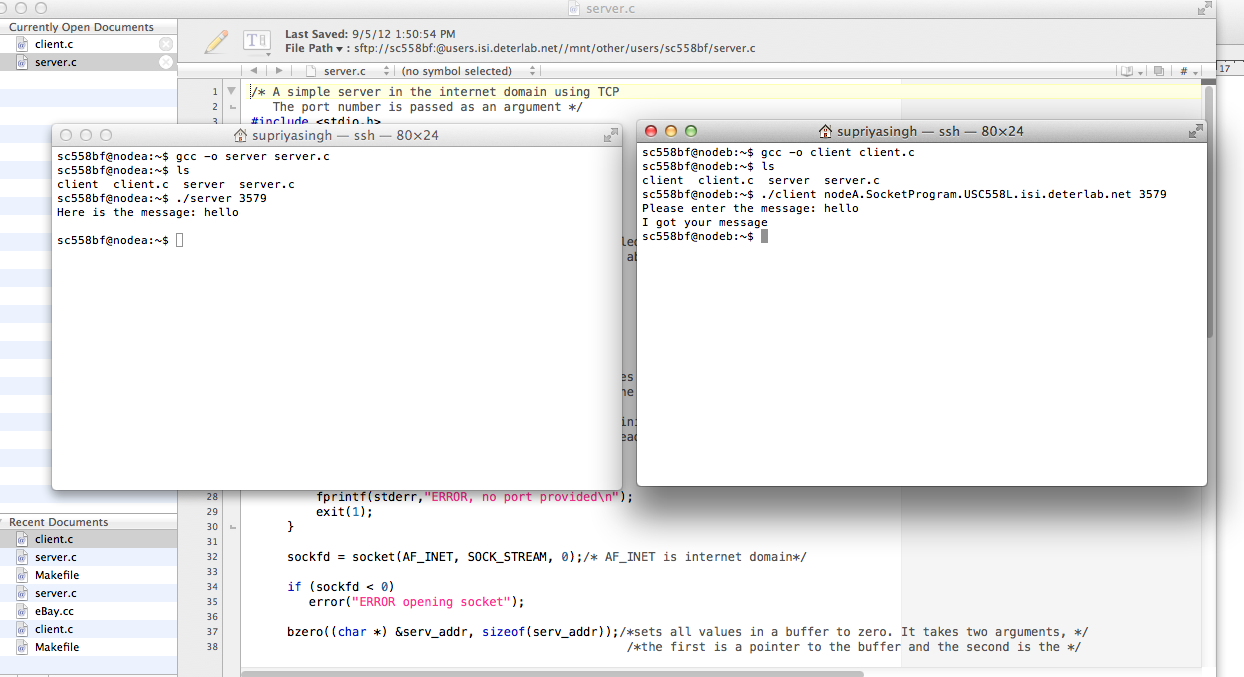 server.c
17
Currently Open Documents
client.c
server.c
Last Saved: 9/5/12 1:50:54 PM
File Path ▾ : sftp://sc558bf:@users.isi.deterlab.net//mnt/other/users/sc558bf/server.c
server.c (no symbol selected) #
1 /* A simple server in the internet domain using TCP
2 The port number is passed as an argument */
3 #include <stdio.h>
supriyasingh — ssh — 80×24
sc558bf@nodea:~$ gcc -o server server.c
sc558bf@nodea:~$ ls
client client.c server server.c
sc558bf@nodea:~$ ./server 3579
Here is the message: hello
sc558bf@nodea:~$
supriyasingh — ssh — 80×24
sc558bf@nodeb:~$ gcc -o client client.c
sc558bf@nodeb:~$ ls
client client.c server server.c
sc558bf@nodeb:~$ ./client nodeA.SocketProgram.USC558L.isi.deterlab.net 3579
Please enter the message: hello
I got your message
sc558bf@nodeb:~$
28 fprintf(stderr,"ERROR, no port provided\n");
29 exit(1);
30 }
31
32 sockfd = socket(AF_INET, SOCK_STREAM, 0);/* AF_INET is internet domain*/
33
34 if (sockfd < 0)
35 error("ERROR opening socket");
36
37 bzero((char *) &serv_addr, sizeof(serv_addr));/*sets all values in a buffer to zero. It takes two arguments, */
38 /*the first is a pointer to the buffer and the second is the */
Recent Documents
client.c
server.c
Makefile
server.c
eBay.cc
client.c
Makefile